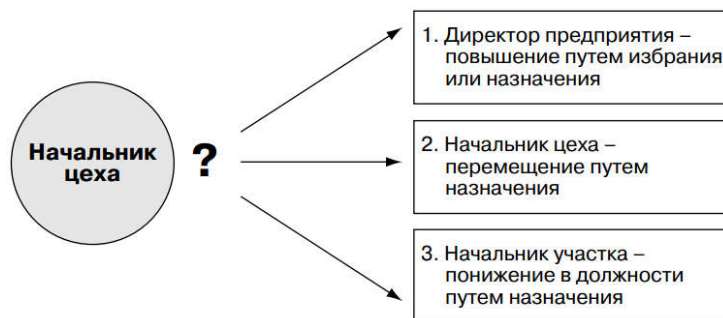 Начальник
цеха
?
1. Директор предприятия –
повышение путем избрания
или назначения
2. Начальник цеха –
перемещение путем
назначения
3. Начальник участка –
понижение в должности
путем назначения